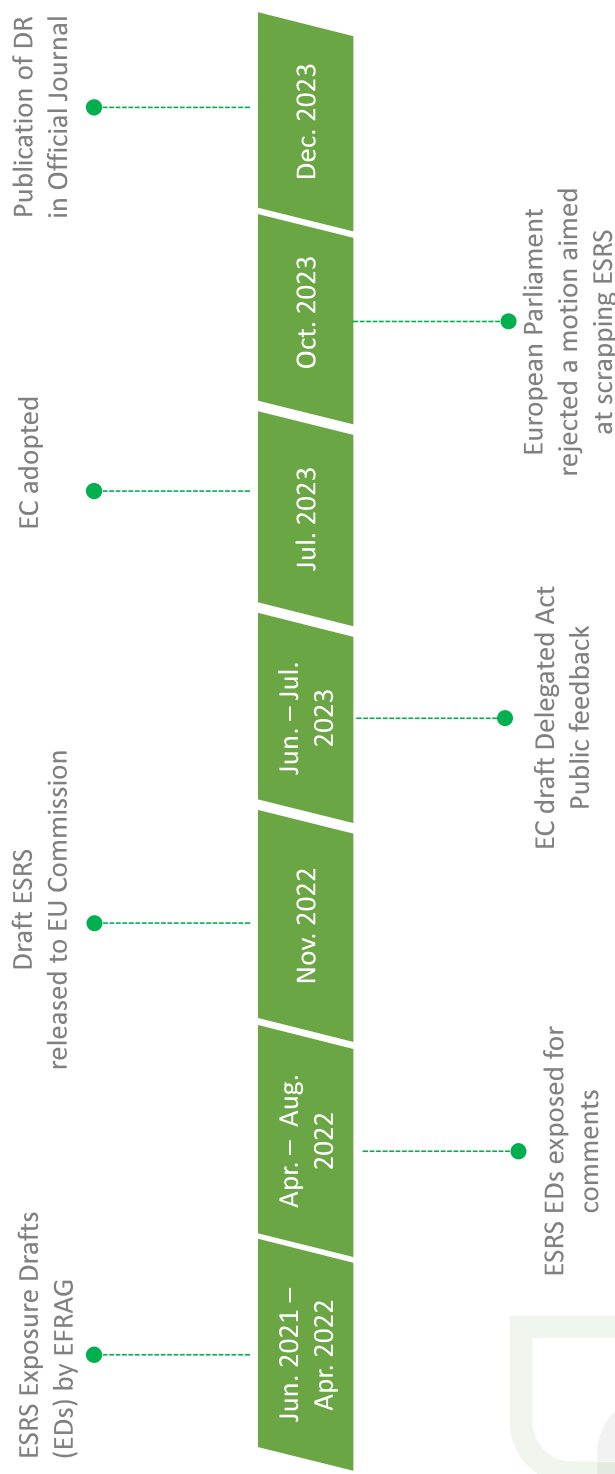 ESRS Exposure Drafts
(EDs) by EFRAG
Jun. 2021 –
Apr. 2022
Apr. – Aug.
2022
ESRS EDs exposed for
comments
Draft ESRS
released to EU Commission
Nov. 2022
Jun. – Jul.
2023
EC draft Delegated Act
Public feedback
EC adopted
Jul. 2023
Oct. 2023
European Parliament
rejected a motion aimed
at scrapping ESRS
Publication of DR
in Official Journal
Dec. 2023